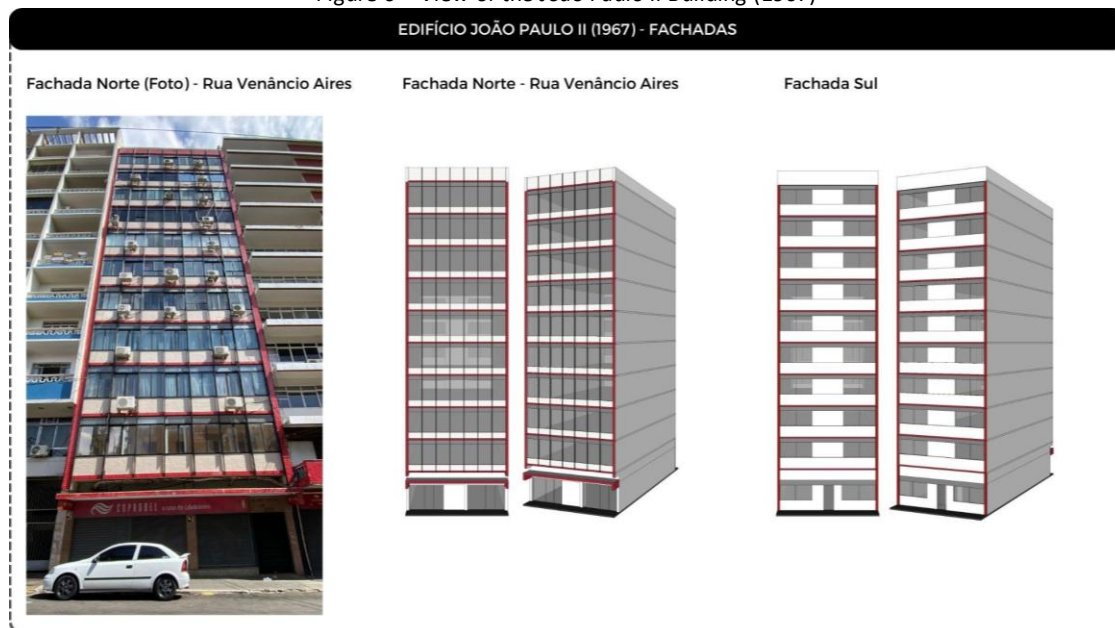 EDIFÍCIO JOÃO PAULO II (1967) - FACHADAS
Fachada Norte (Foto) - Rua Venâncio Aires
Fachada Norte - Rua Venâncio Aires
Fachada Sul